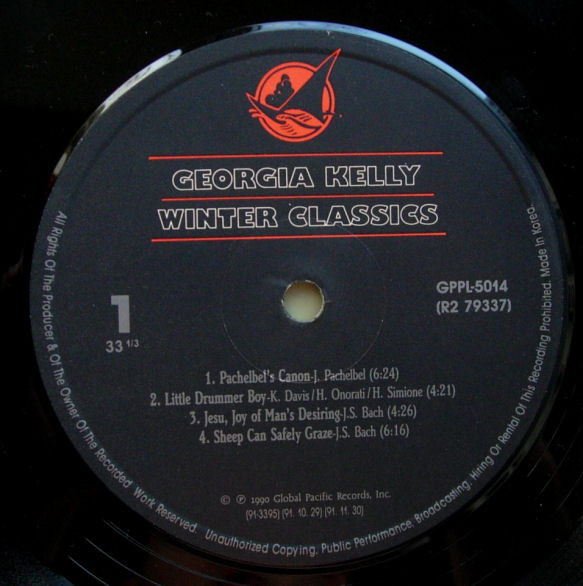 GEORGIA KELLY
WINTER CLASSICS
1
33 1/3
GPPL-5014
(R2 79337)
1. Pachelbel's Canon-J. Pachelbel (6:24)
2. Little Drummer Boy-K. Davis/H. Onorati/H. Simione (4:21)
3. Jesu, Joy of Man's Desiring-J.S. Bach (4:26)
4. Sheep Can Safely Graze-J.S. Bach (6:16)
© ℗ 1990 Global Pacific Records, Inc.
(91-3395) (91. 10. 29) (91. 11. 30)
All Rights Of The Producer & Of The Owner Of The Recorded Work Reserved. Unauthorized Copying. Public Performance. Broadcasting. Hiring Or Rental Of This Recording Prohibited. Made In Korea.